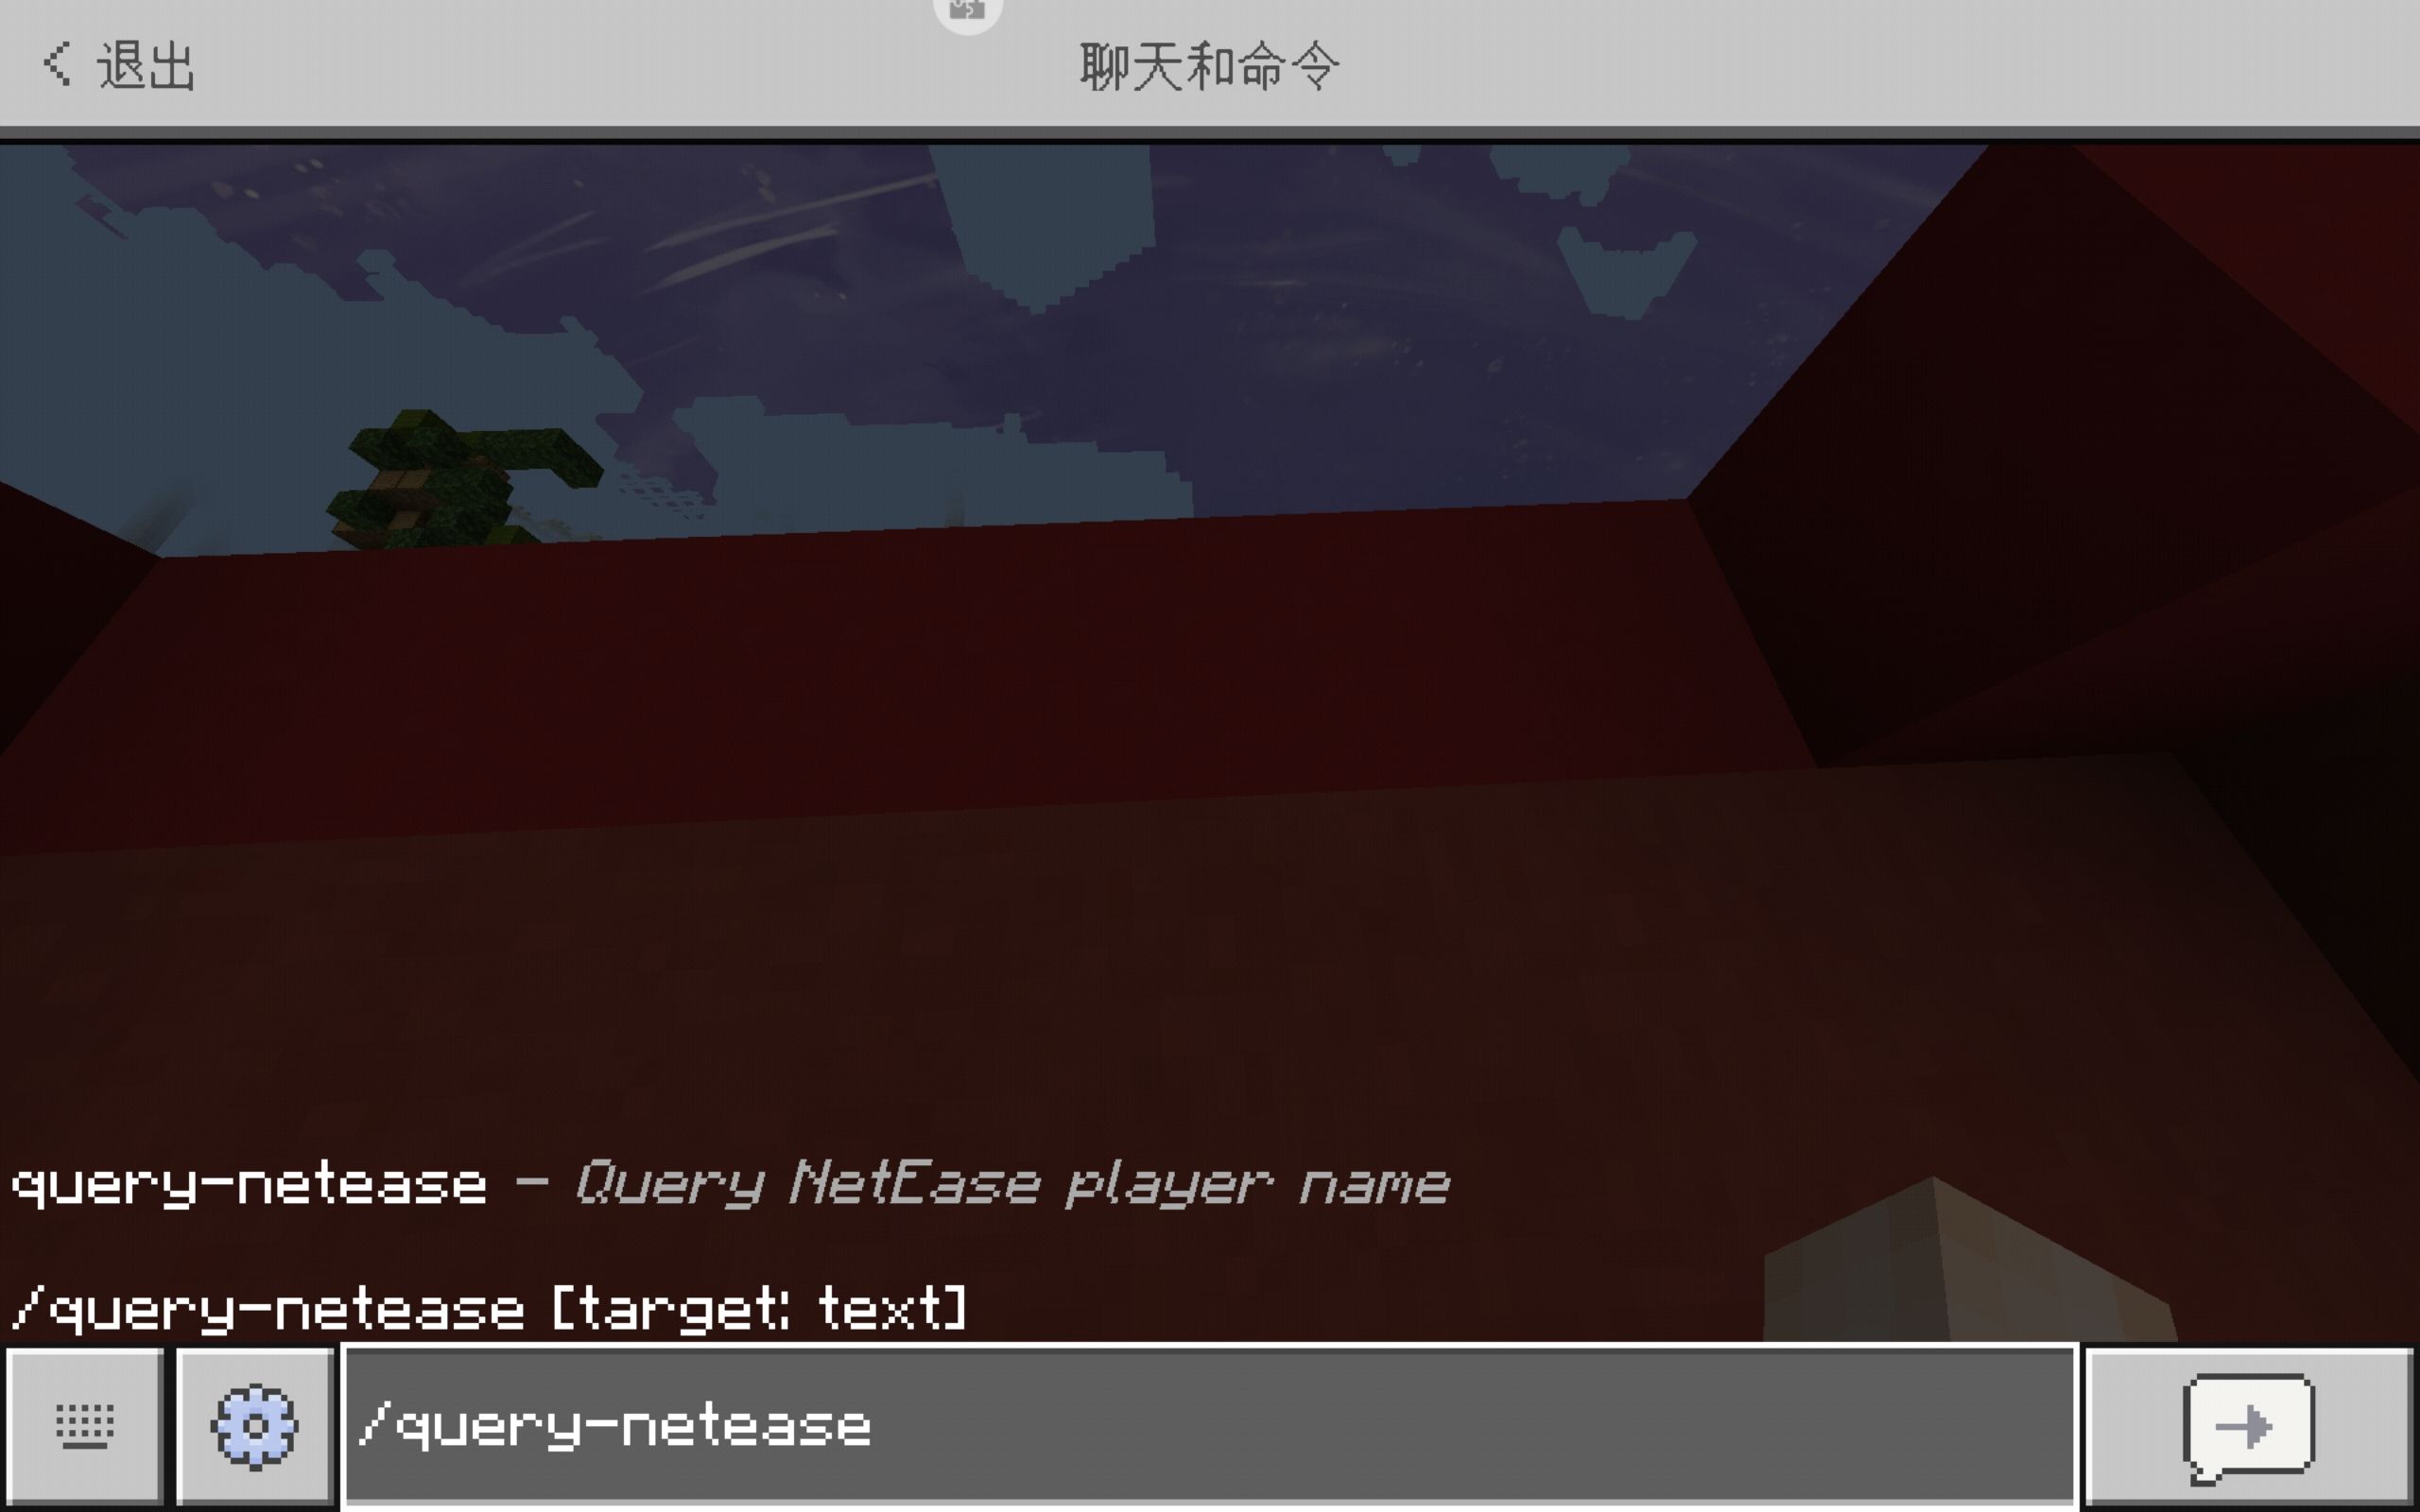 退出
聊天和命令
query-netease - Query NetEase player name
/query-netease [target: text]
/query-netease